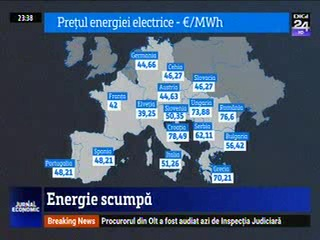 23:38
Prețul energiei electrice - €/MWh
DIGI 24
HD
Germania
44,66
Cehia
46,27
Slovacia
46,27
Austria
44,63
Franța
42
Elveția
39,25
Slovenia
50,35
Ungaria
73,88
România
76,6
Croația
78,49
Serbia
62,11
Bulgaria
56,42
Spania
48,21
Portugalia
48,21
Italia
51,26
Grecia
70,21
JURNAL
ECONOMIC
Energie scumpă
Breaking News
Procurorul din Olt a fost audiat azi de Inspecția Judiciară